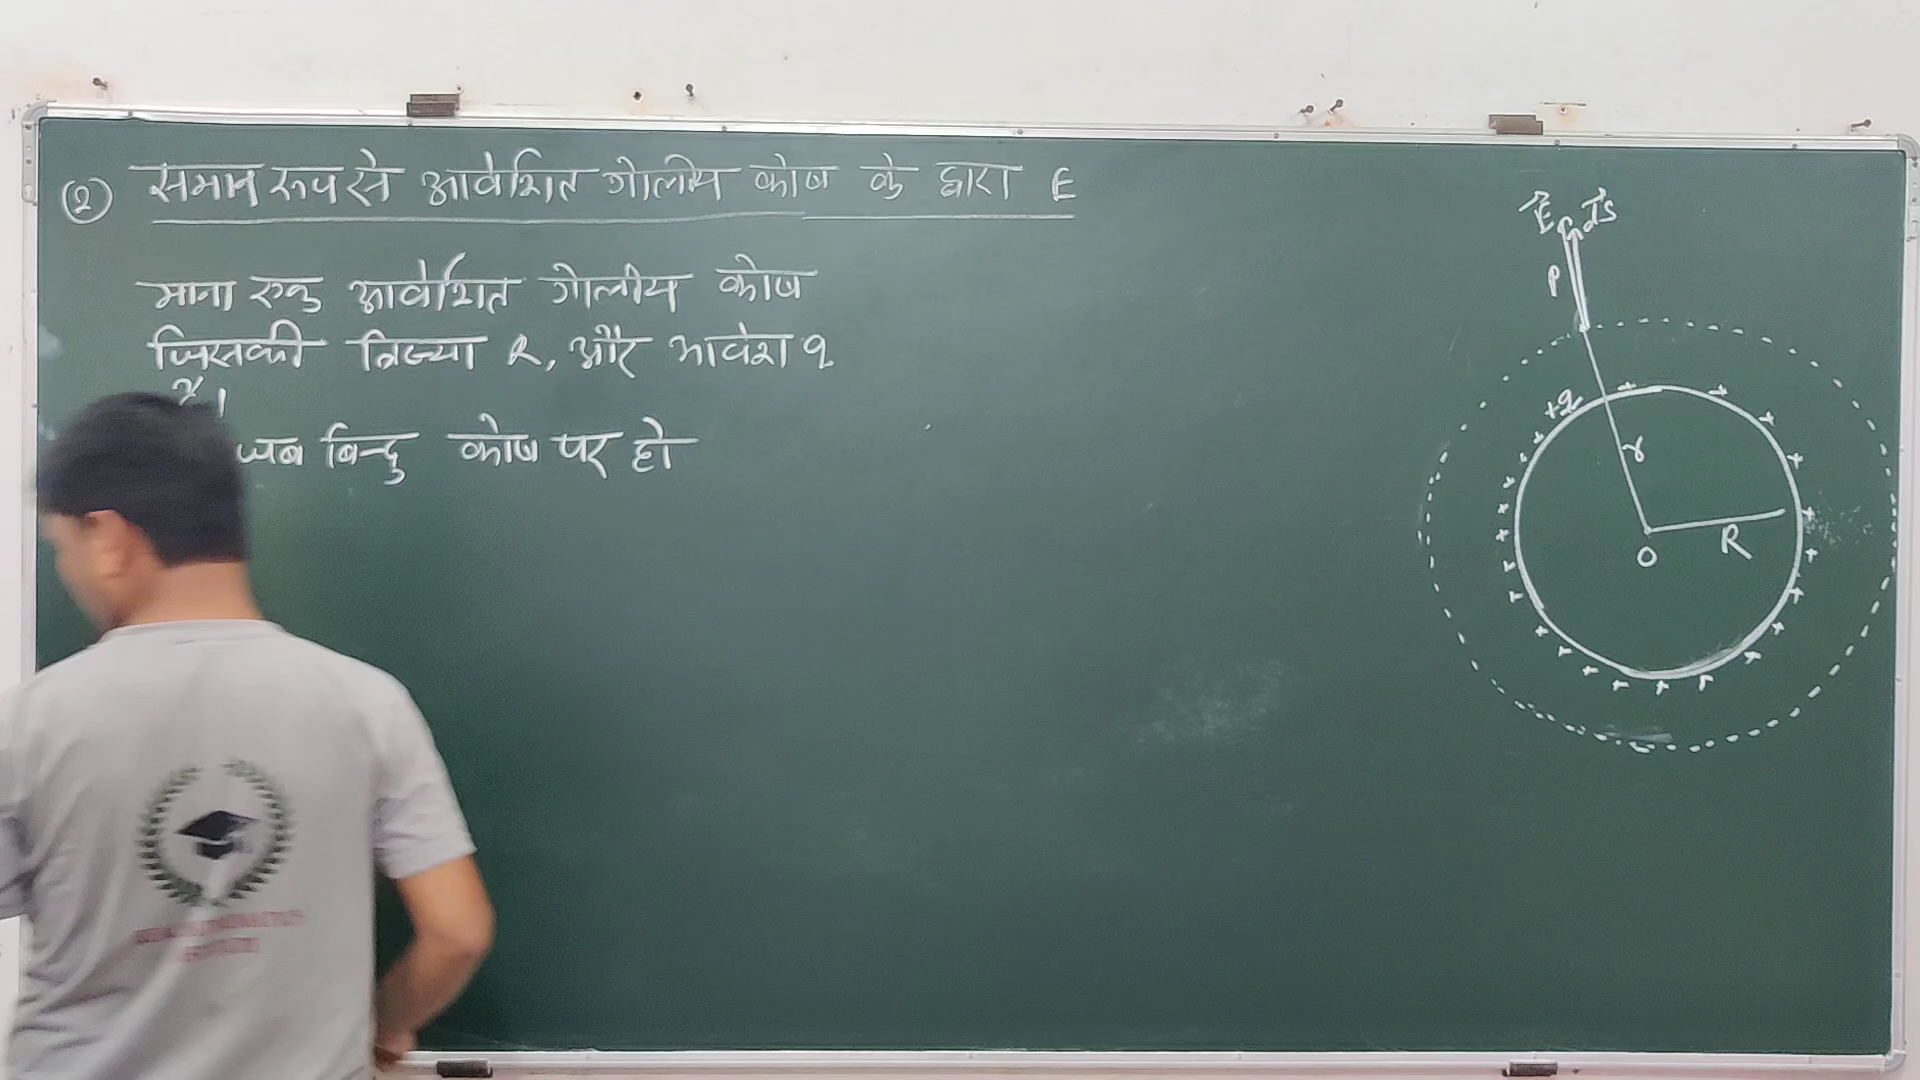 (2) समान रूप से आवेशित गोलीय कोष के द्वारा E
माना एक आवेशित गोलीय कोष
जिसकी त्रिज्या R, और आवेश q
है।
जब बिन्दु कोष पर हो
E dS
P
+q
r
R
O